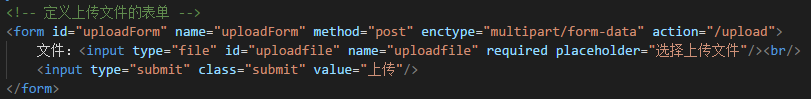 <!-- 定义上传文件的表单 -->
<form id="uploadForm" name="uploadForm" method="post" enctype="multipart/form-data" action="/upload">
文件：<input type="file" id="uploadfile" name="uploadfile" required placeholder="选择上传文件"/><br/>
<input type="submit" class="submit" value="上传"/>
</form>